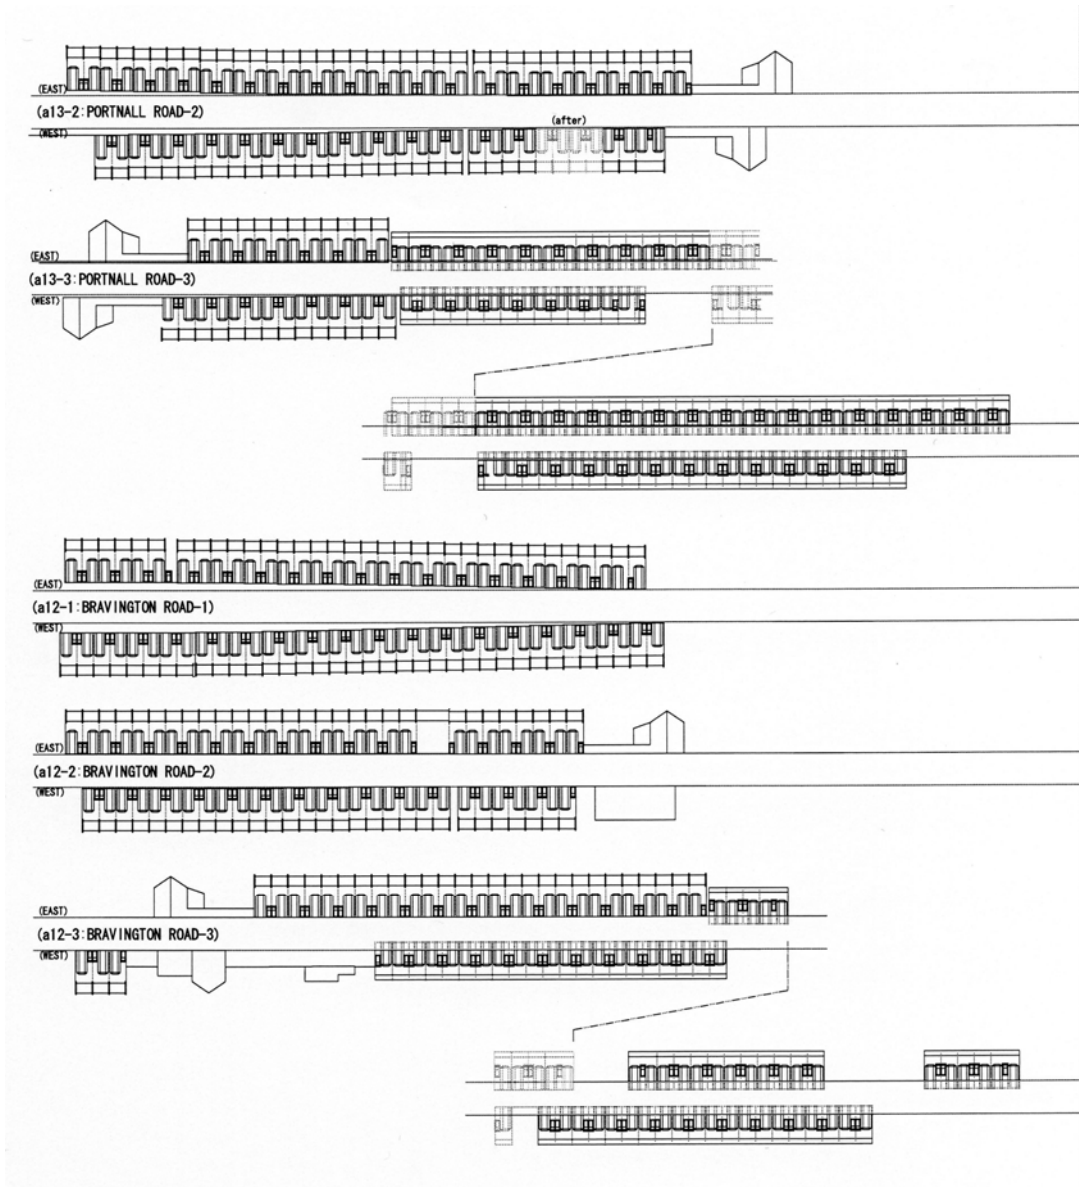 (EAST)
(a13-2:PORTNALL ROAD-2)
(after)
(WEST)
(EAST)
(a13-3:PORTNALL ROAD-3)
(WEST)
(EAST)
(a12-1:BRAVINGTON ROAD-1)
(WEST)
(EAST)
(a12-2:BRAVINGTON ROAD-2)
(WEST)
(EAST)
(a12-3:BRAVINGTON ROAD-3)
(WEST)